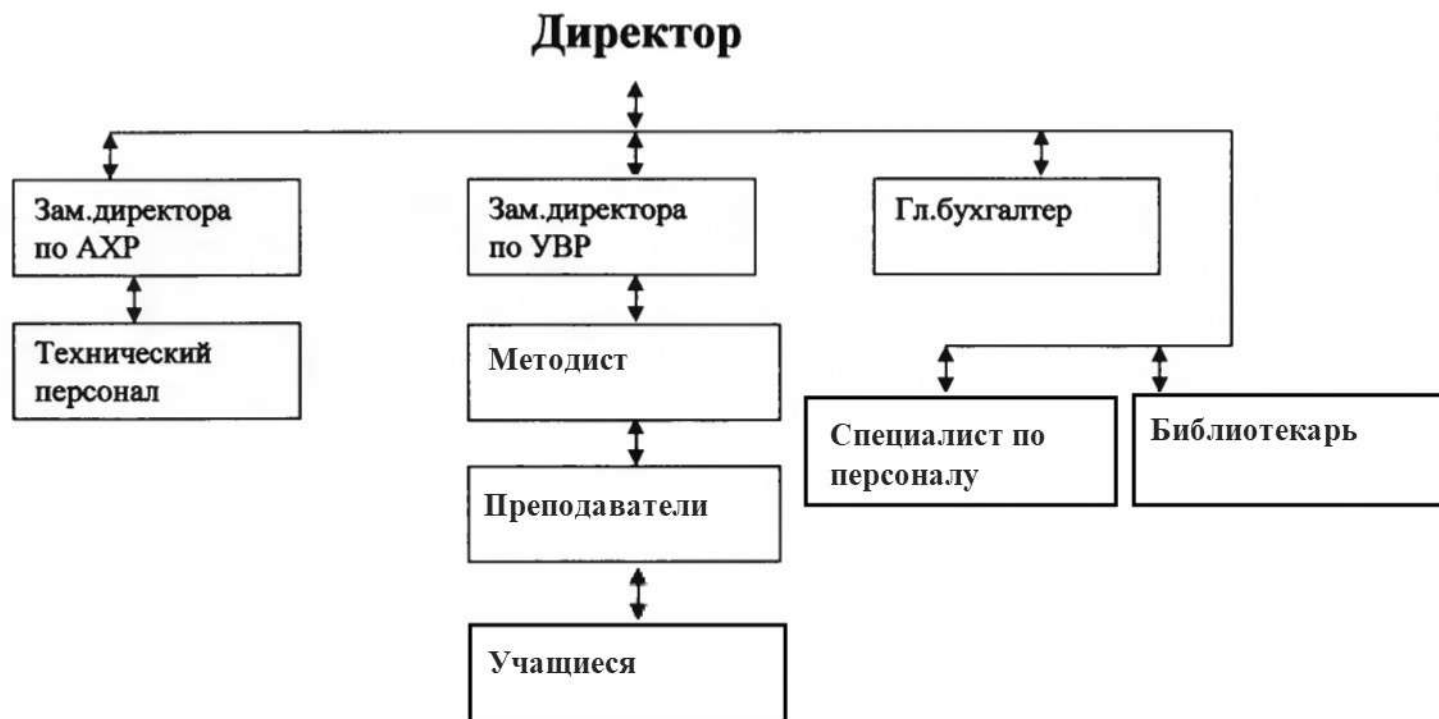 Директор
Зам.директора
по АХР
Зам.директора
по УВР
Гл.бухгалтер
Технический
персонал
Методист
Специалист по
персоналу
Библиотекарь
Преподаватели
Учащиеся